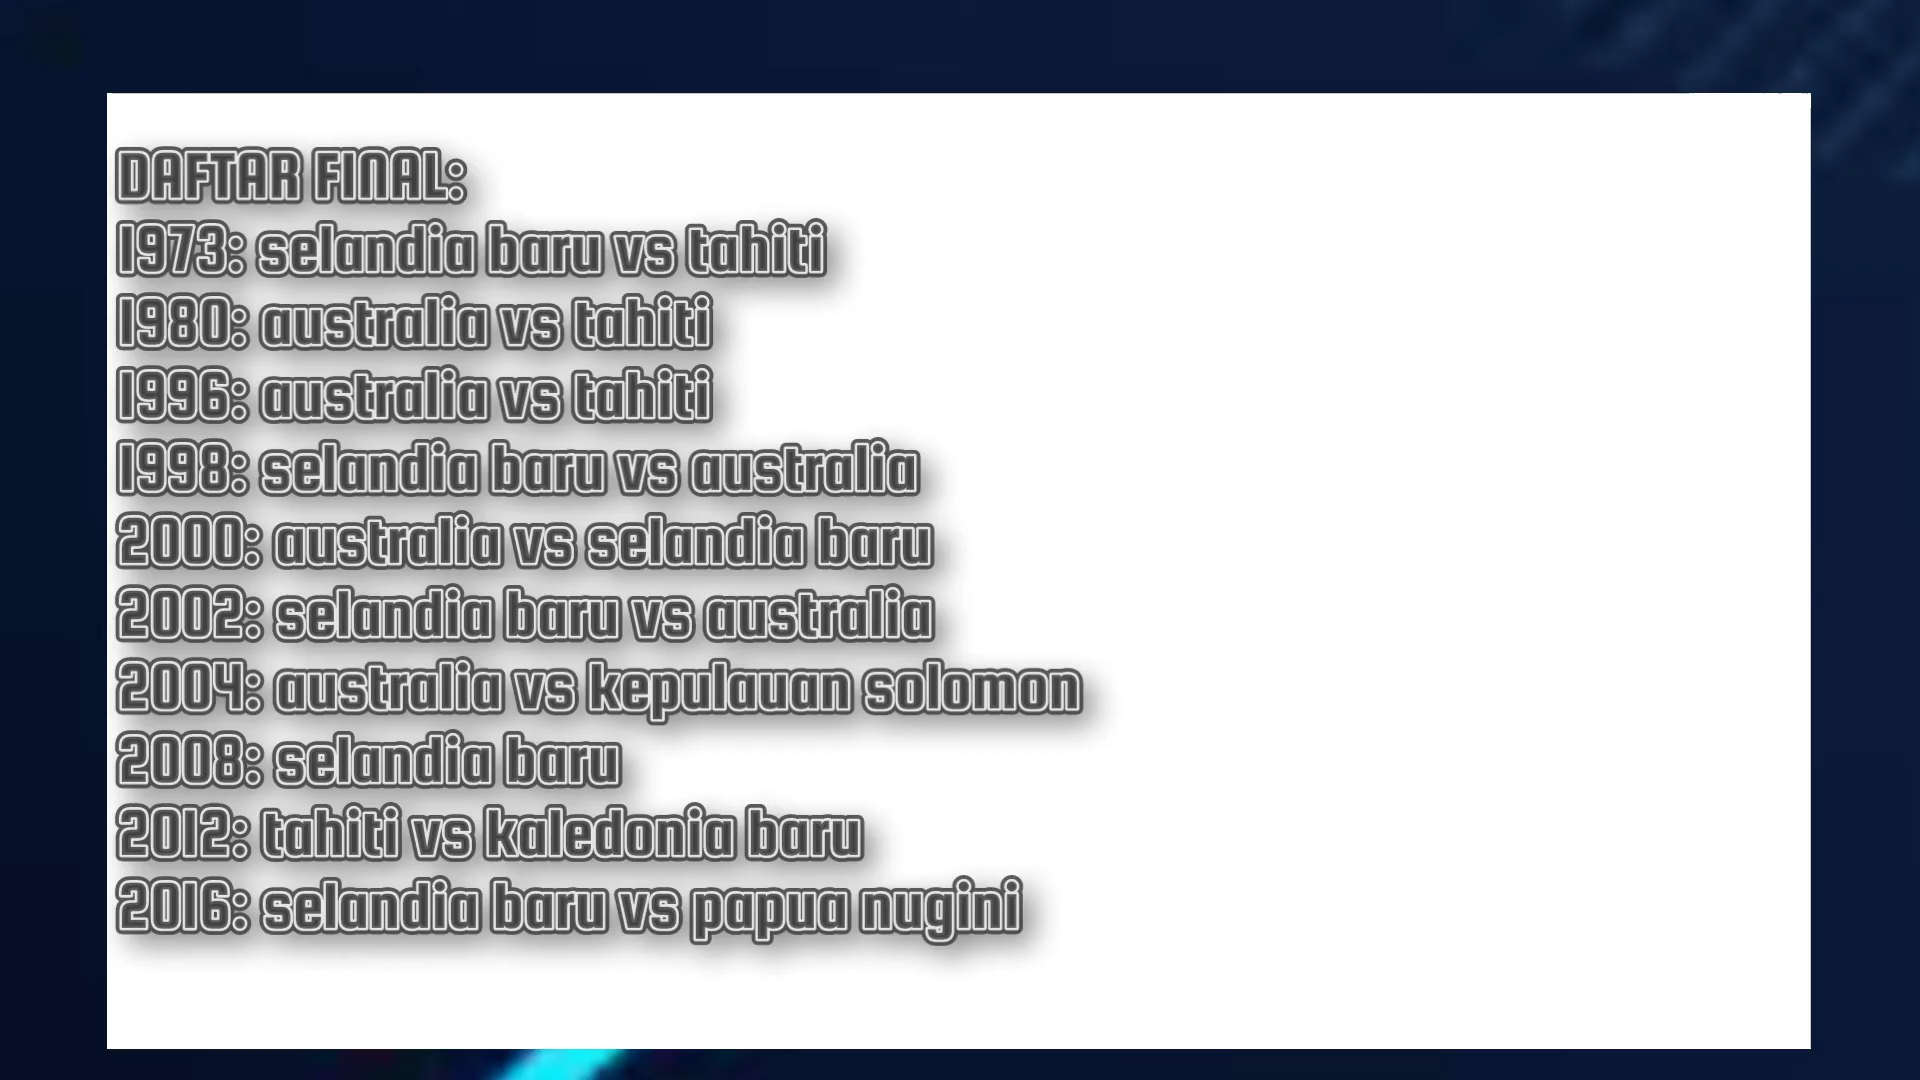 DAFTAR FINAL:
1973: selandia baru vs tahiti
1980: australia vs tahiti
1996: australia vs tahiti
1998: selandia baru vs australia
2000: australia vs selandia baru
2002: selandia baru vs australia
2004: australia vs kepulauan solomon
2008: selandia baru
2012: tahiti vs kaledonia baru
2016: selandia baru vs papua nugini